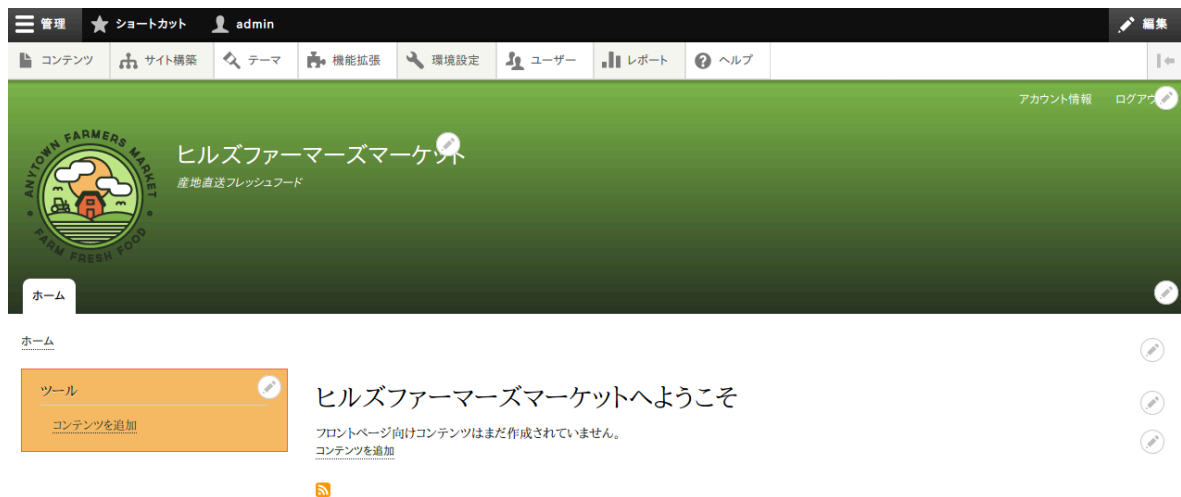 管理 ショートカット admin 編集
コンテンツ サイト構築 テーマ 機能拡張 環境設定 ユーザー レポート ヘルプ
アカウント情報 ログアウ
ANYTOWN FARMERS MARKET
FARM FRESH FOOD
ヒルズファーマーズマーケット
産地直送フレッシュフード
ホーム
ホーム
ツール
コンテンツを追加
ヒルズファーマーズマーケットへようこそ
フロントページ向けコンテンツはまだ作成されていません。
コンテンツを追加